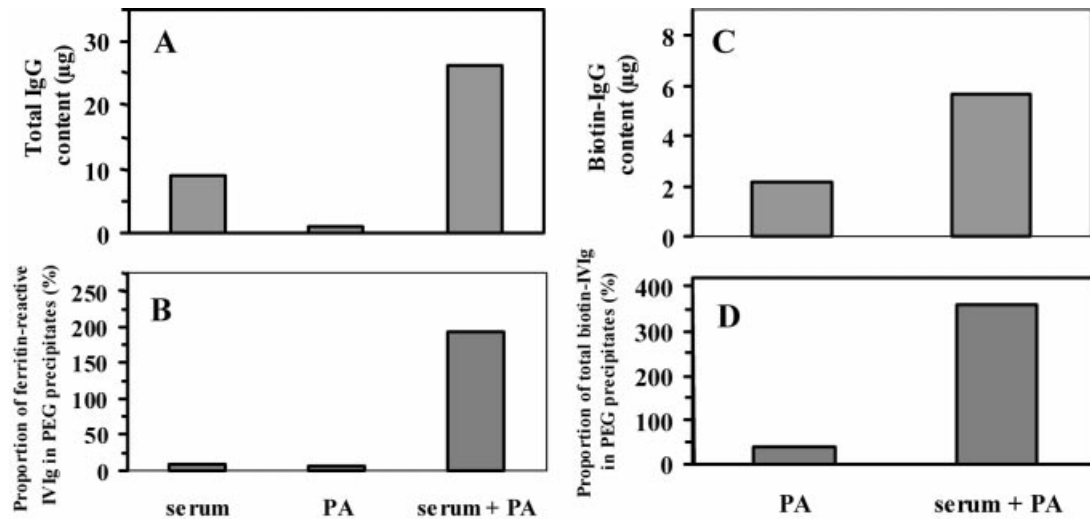 A
Total IgG
content (µg)
30
20
10
0
B
Proportion of ferritin-reactive
IVIg in PEG precipitates (%)
250
200
150
100
50
0
serum PA serum + PA
C
Biotin-IgG
content (µg)
8
6
4
2
0
D
Proportion of total biotin-IVIg
in PEG precipitates (%)
400
300
400
200
100
0
PA serum + PA